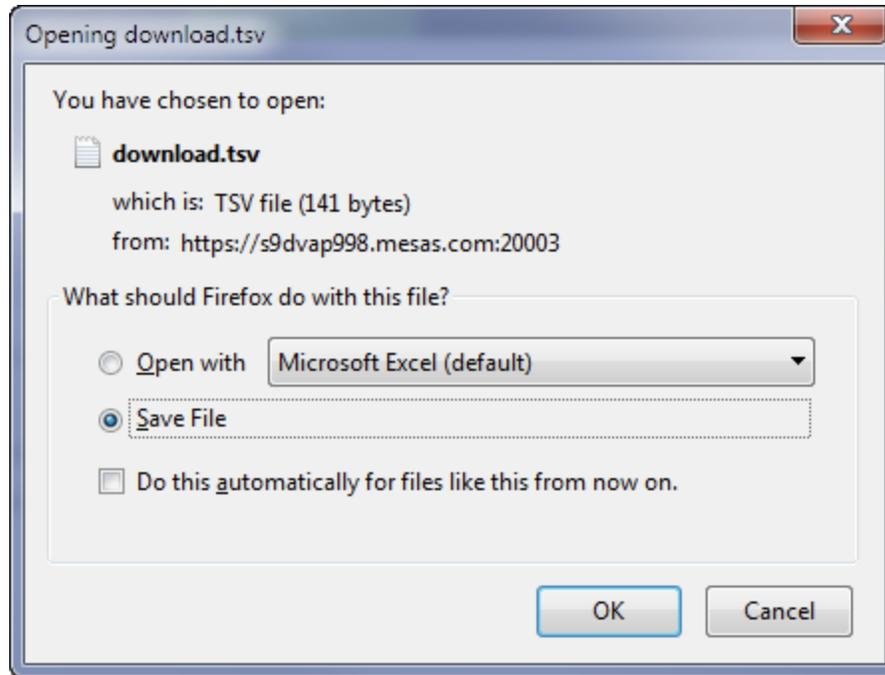 Opening download.tsv
You have chosen to open:
download.tsv
which is: TSV file (141 bytes)
from: https://s9dvap998.mesas.com:20003
What should Firefox do with this file?
Open with Microsoft Excel (default)
Save File
Do this automatically for files like this from now on.
OK Cancel